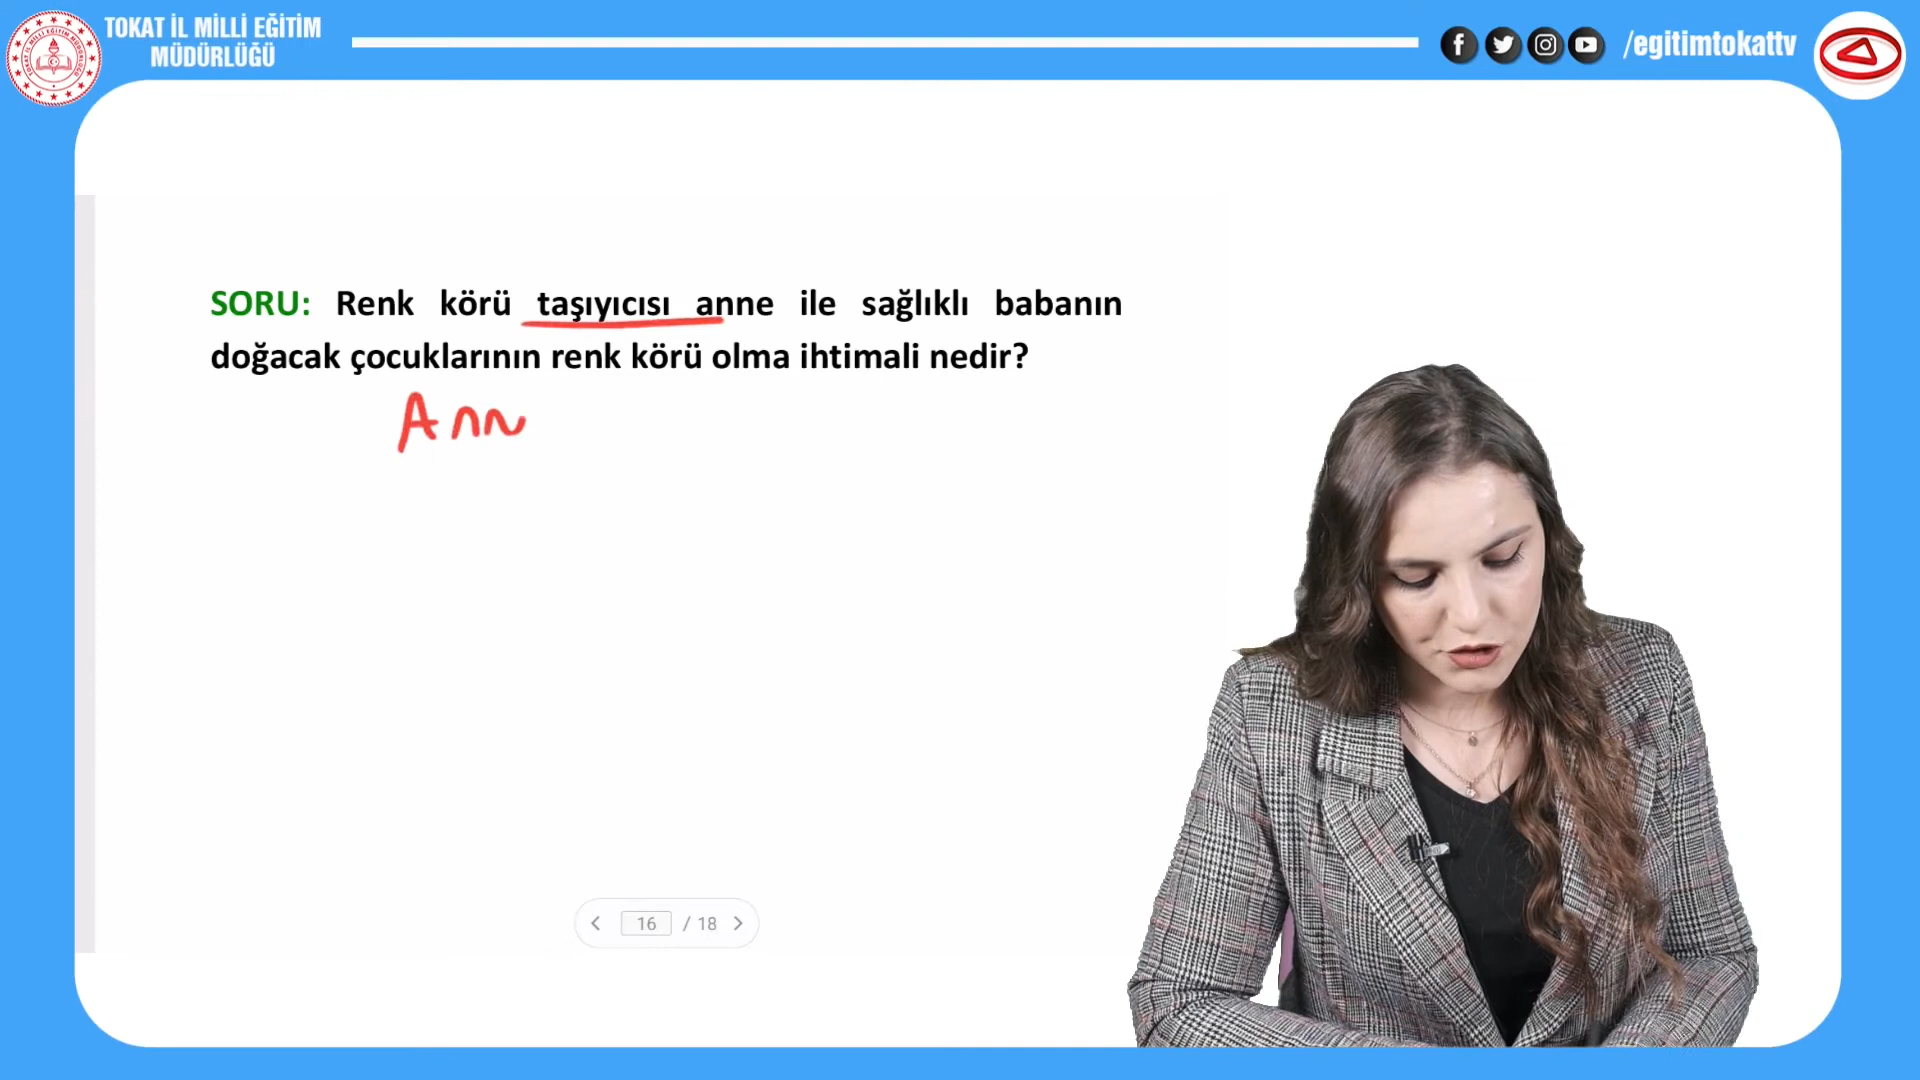 TOKAT İL MİLLİ EĞİTİM
MÜDÜRLÜĞÜ
/egitimtokattv
SORU: Renk körü taşıyıcısı anne ile sağlıklı babanın
doğacak çocuklarının renk körü olma ihtimali nedir?
Ann
16 / 18